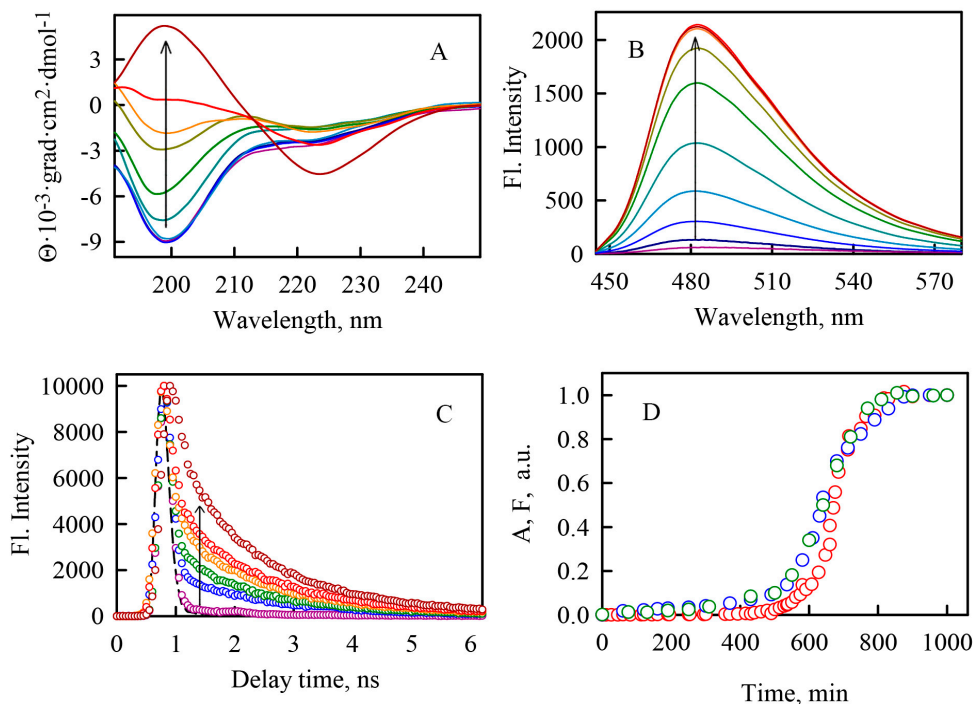 A
Θ·10-3·grad·cm2·dmol-1
3
0
-3
-6
-9
200 210 220 230 240
Wavelength, nm
B
Fl. Intensity
2000
1500
1000
500
0
450 480 510 540 570
Wavelength, nm
C
Fl. Intensity
10000
8000
6000
4000
2000
0
0 1 2 3 4 5 6
Delay time, ns
D
A, F, a.u.
1.0
0.8
0.6
0.4
0.2
0.0
0 200 400 600 800 1000
Time, min